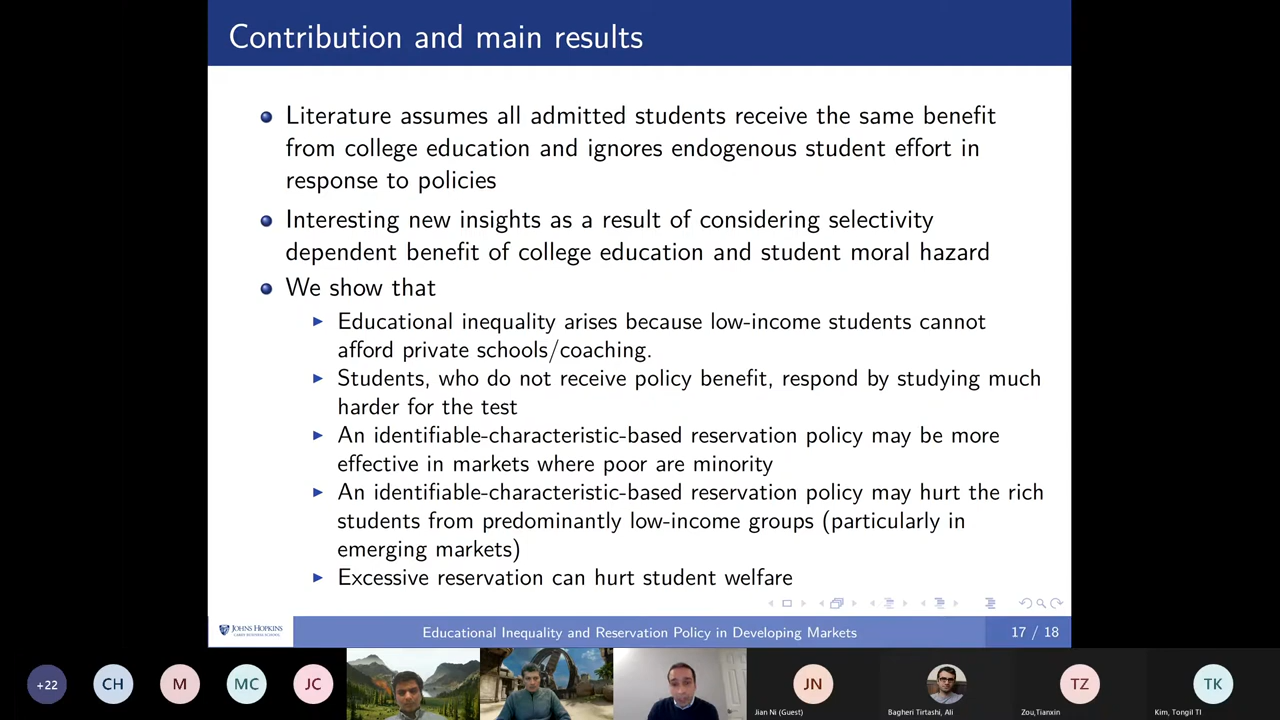 Contribution and main results
Literature assumes all admitted students receive the same benefit
from college education and ignores endogenous student effort in
response to policies
Interesting new insights as a result of considering selectivity
dependent benefit of college education and student moral hazard
We show that
Educational inequality arises because low-income students cannot
afford private schools/coaching.
Students, who do not receive policy benefit, respond by studying much
harder for the test
An identifiable-characteristic-based reservation policy may be more
effective in markets where poor are minority
An identifiable-characteristic-based reservation policy may hurt the rich
students from predominantly low-income groups (particularly in
emerging markets)
Excessive reservation can hurt student welfare
JOHNS HOPKINS
Educational Inequality and Reservation Policy in Developing Markets
17 / 18
+22
CH
M
MC
JC
JN
TZ
TK
Jian Ni (Guest)
Bagheri Tirtashi, Ali
Zou,Tianxin
Kim, Tongil TI